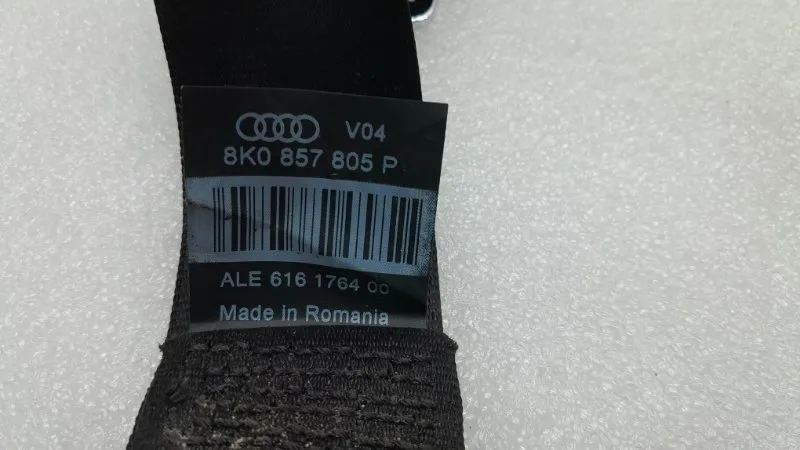 V04
8K0 857 805 P
ALE 616 1764 00
Made in Romania